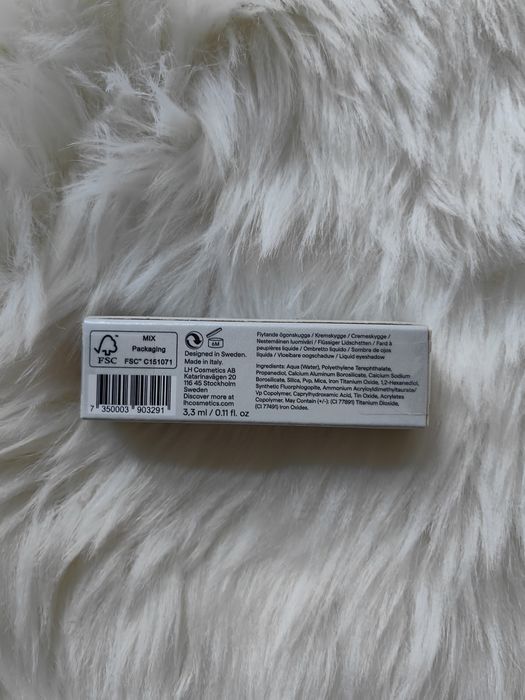 MIX
Packaging
FSC
FSC™ C151071
7 350003 903291
6M
Designed in Sweden.
Made in Italy
LH Cosmetics AB
Katarinavägen 20
116 45 Stockholm
Sweden
Discover more at
lhcosmetics.com
3,3 ml / 0.11 fl. oz
Flytande ögonskugga / Kremskygge / Cremeskygge /
Nestemäinen luomiväri / Flüssiger Lidschatten / Fard à
paupières liquide / Ombretto liquido / Sombra de ojos
líquida / Vloeibare oogschaduw / Liquid eyeshadow
Ingredients: Aqua (Water), Polyethylene Terephthalate,
Propanediol, Calcium Aluminum Borosilicate, Calcium Sodium
Borosilicate, Silica, Pvp, Mica, Iron Titanium Oxide, 1,2-Hexanediol,
Synthetic Fluorphlogopite, Ammonium Acryloyldimethyltaurate/
Vp Copolymer, Caprylhydroxamic Acid, Tin Oxide, Acrylates
Copolymer, May Contain (+/-): (CI 77891) Titanium Dioxide,
(CI 77491) Iron Oxides.